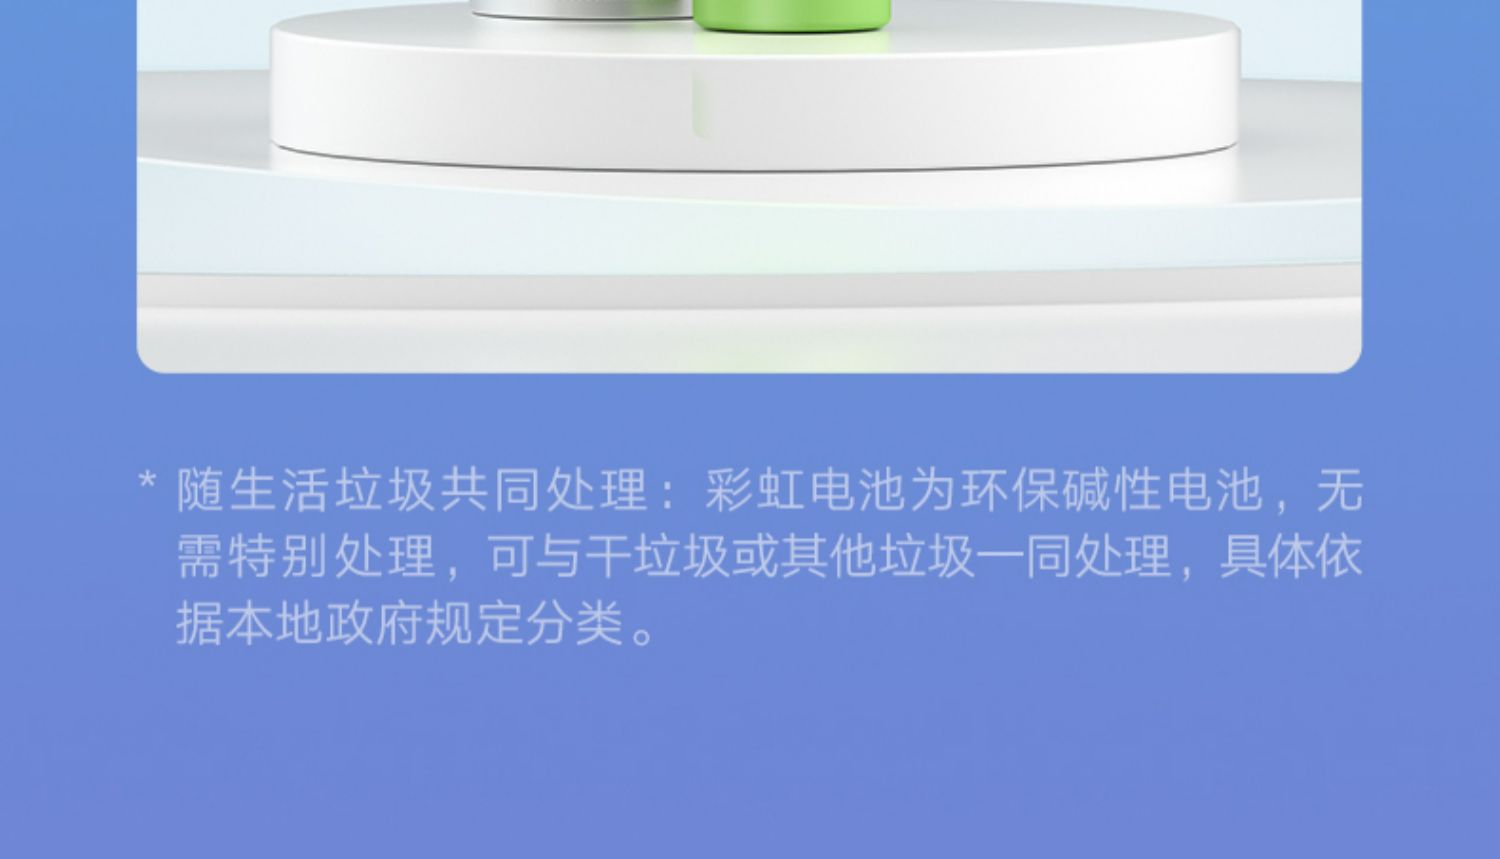 * 随生活垃圾共同处理：彩虹电池为环保碱性电池，无
需特别处理，可与干垃圾或其他垃圾一同处理，具体依
据本地政府规定分类。